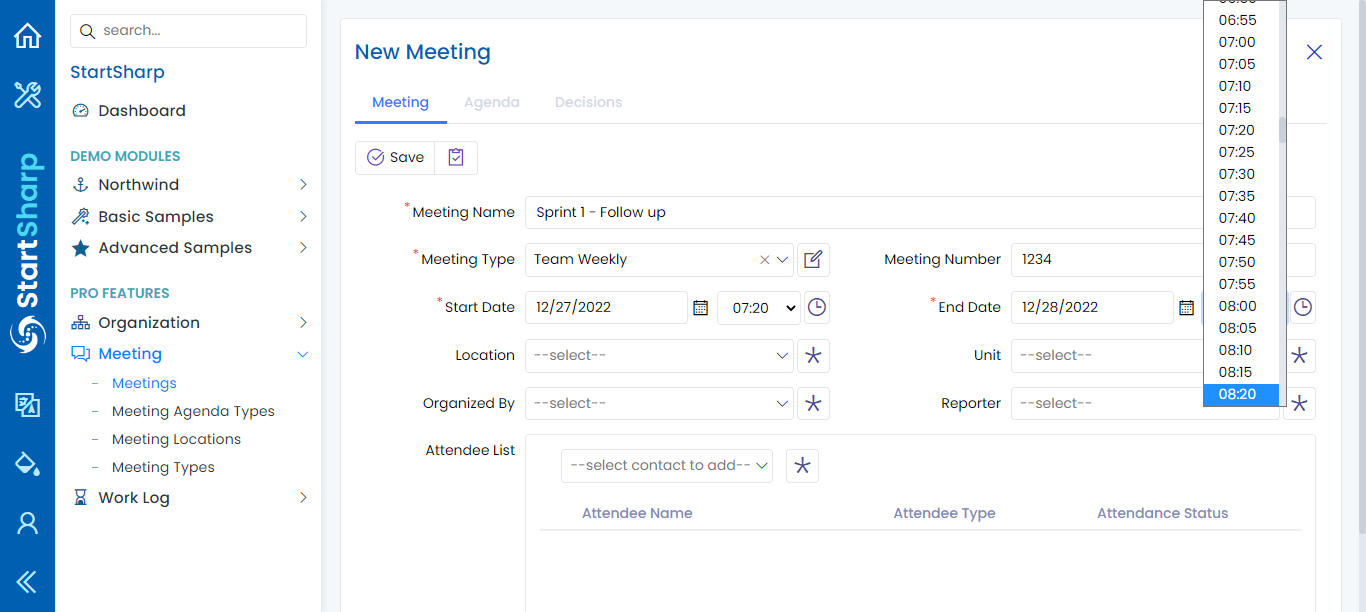 search...
StartSharp
Dashboard
DEMO MODULES
Northwind
Basic Samples
Advanced Samples
PRO FEATURES
Organization
Meeting
Meetings
Meeting Agenda Types
Meeting Locations
Meeting Types
Work Log
StartSharp
New Meeting
Meeting Agenda Decisions
Save
*Meeting Name Sprint 1 - Follow up
*Meeting Type Team Weekly Meeting Number 1234
*Start Date 12/27/2022 07:20 *End Date 12/28/2022
Location --select-- Unit --select--
Organized By --select-- Reporter --select--
Attendee List
--select contact to add--
Attendee Name Attendee Type Attendance Status
06:55
07:00
07:05
07:10
07:15
07:20
07:25
07:30
07:35
07:40
07:45
07:50
07:55
08:00
08:05
08:10
08:15
08:20